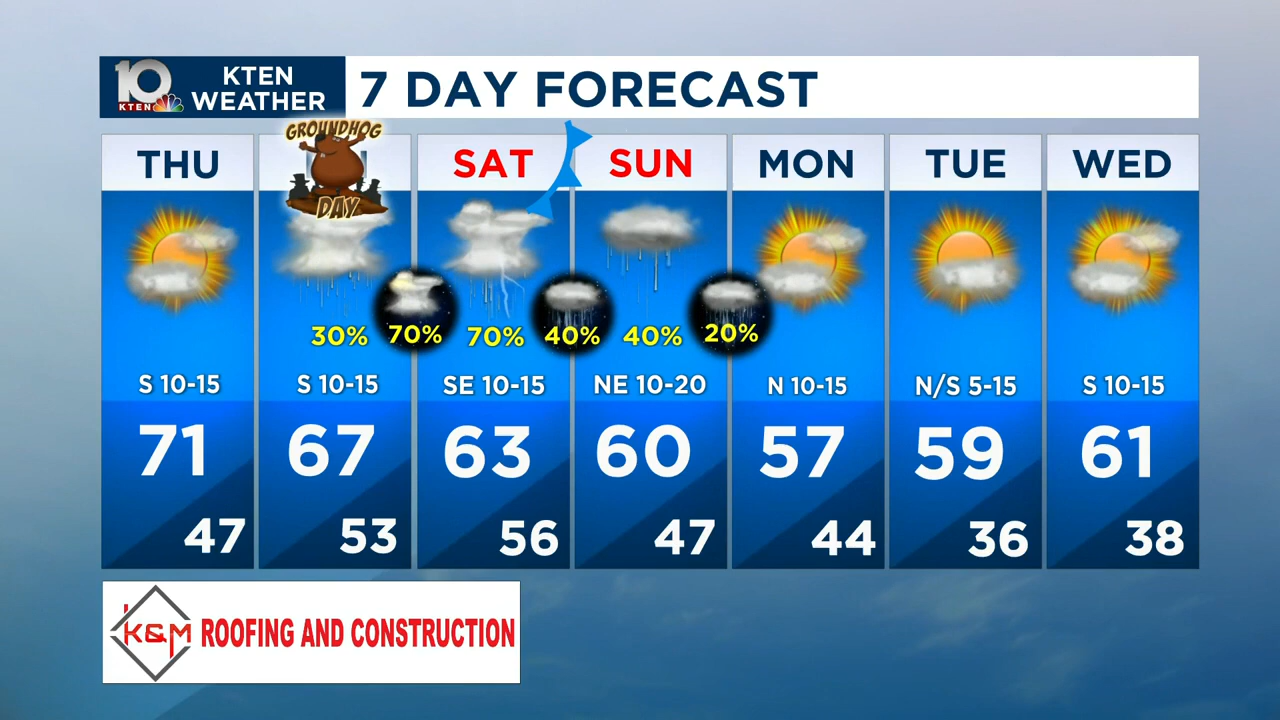 10
KTEN
KTEN
WEATHER
7 DAY FORECAST
THU
GROUNDHOG
DAY
SAT
SUN
MON
TUE
WED
30%
70%
70%
40%
40%
20%
S 10-15
S 10-15
SE 10-15
NE 10-20
N 10-15
N/S 5-15
S 10-15
71
67
63
60
57
59
61
47
53
56
47
44
36
38
K&M
ROOFING AND CONSTRUCTION